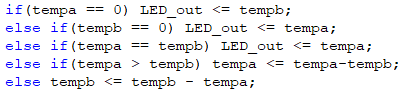 if(tempa == 0) LED_out <= tempb;
else if(tempb == 0) LED_out <= tempa;
else if(tempa == tempb) LED_out <= tempa;
else if(tempa > tempb) tempa <= tempa-tempb;
else tempb <= tempb - tempa;